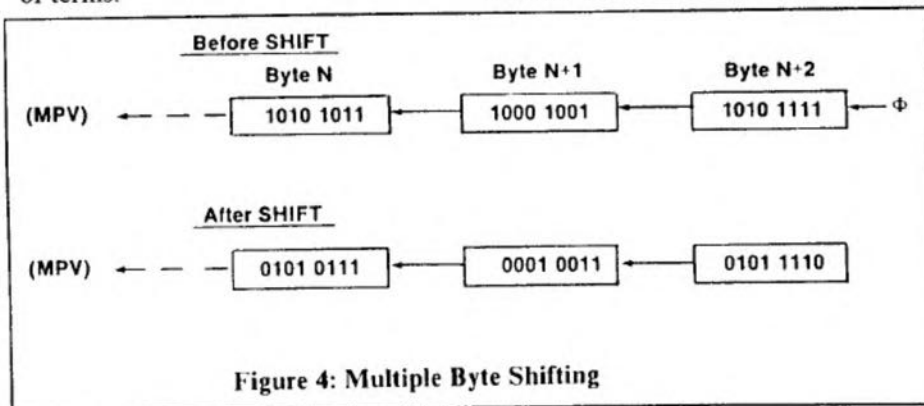 or terms.
Before SHIFT
Byte N Byte N+1 Byte N+2
(MPV) 1010 1011 1000 1001 1010 1111 Φ
After SHIFT
(MPV) 0101 0111 0001 0011 0101 1110
Figure 4: Multiple Byte Shifting